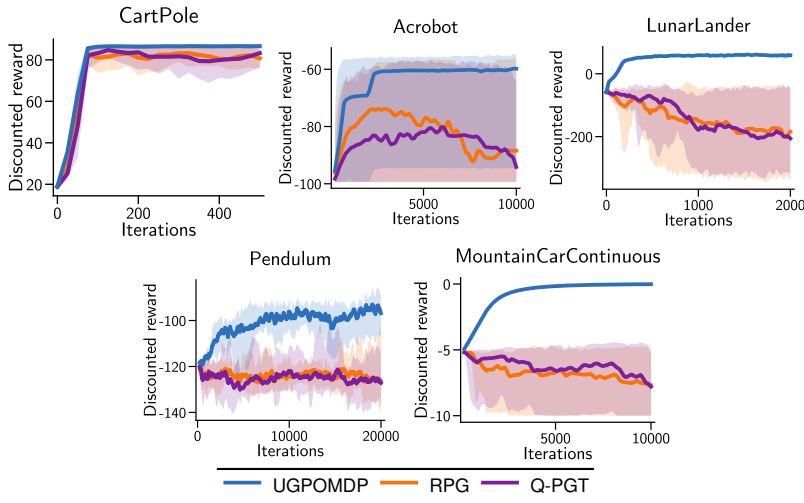 CartPole
Discounted reward
80
60
40
20
0 200 400
Iterations
Acrobot
Discounted reward
-60
-80
-100
5000 10000
Iterations
LunarLander
Discounted reward
0
-200
0 1000 2000
Iterations
Pendulum
Discounted reward
-100
-120
-140
0 10000 20000
Iterations
MountainCarContinuous
Discounted reward
0
-5
-10
5000 10000
Iterations
UGPOMDP RPG Q-PGT